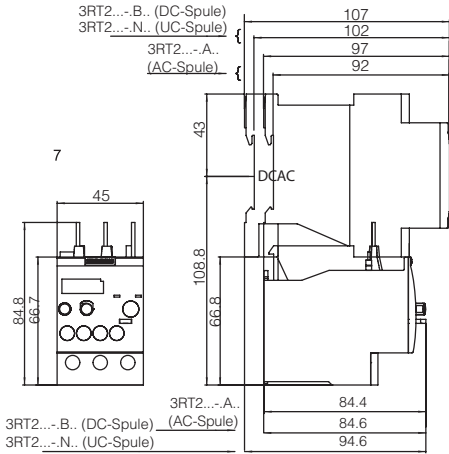 3RT2...-.B.. (DC-Spule)
3RT2...-.N.. (UC-Spule)
3RT2...-.A..
(AC-Spule)
107
102
97
92
43
7
DCAC
45
108.8
84.8
66.7
66.8
3RT2...-.A..
(AC-Spule)
84.4
3RT2...-.B.. (DC-Spule)
84.6
3RT2...-.N.. (UC-Spule)
94.6